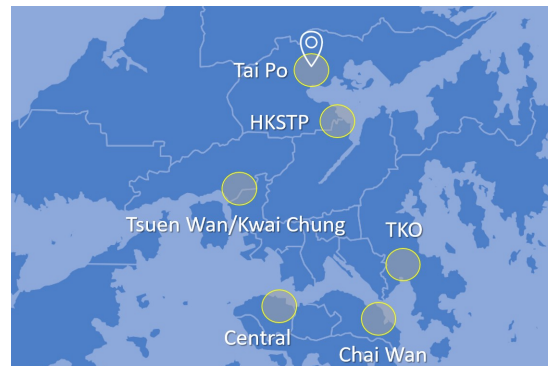 Tai Po
HKSTP
Tsuen Wan/Kwai Chung
TKO
Central
Chai Wan